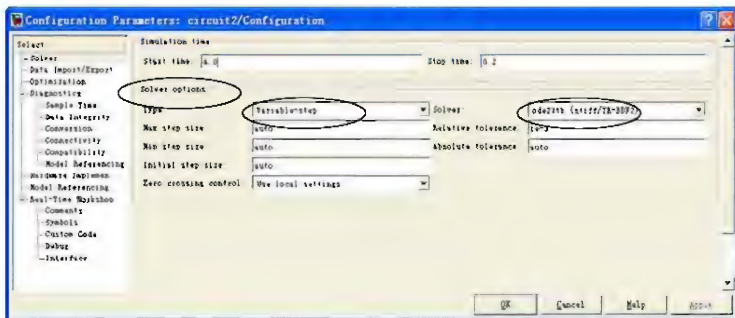 Configuration Parameters: circuit2/Configuration
Select
Solver
Data Import/Export
Optimization
Diagnostics
Sample Time
Data Integrity
Conversion
Connectivity
Compatibility
Model Referencing
Hardware Implemen
Model Referencing
Real-Time Workshop
Comments
Symbols
Custom Code
Debug
Interface
Simulation time
Start time:
Stop time: 0.2
Solver options
Type: Variable-step
Solver: ode23tb (stiff/TR-BDF2)
Max step size auto
Relative tolerance
Min step size auto
Absolute tolerance auto
Initial step size auto
Zero crossing control Use local settings
OK
Cancel
Help
Apply